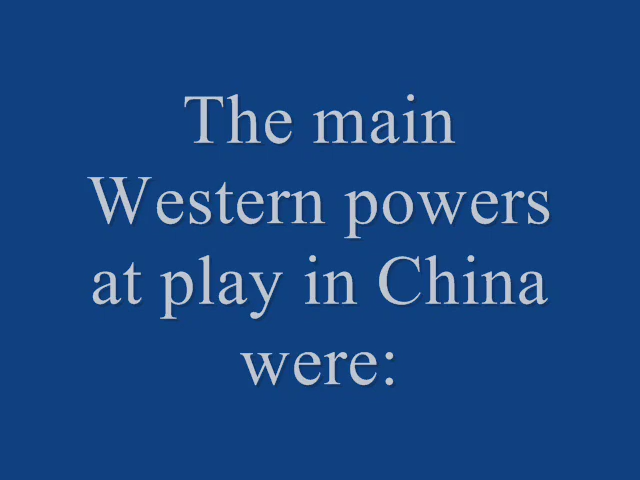 The main
Western powers
at play in China
were: